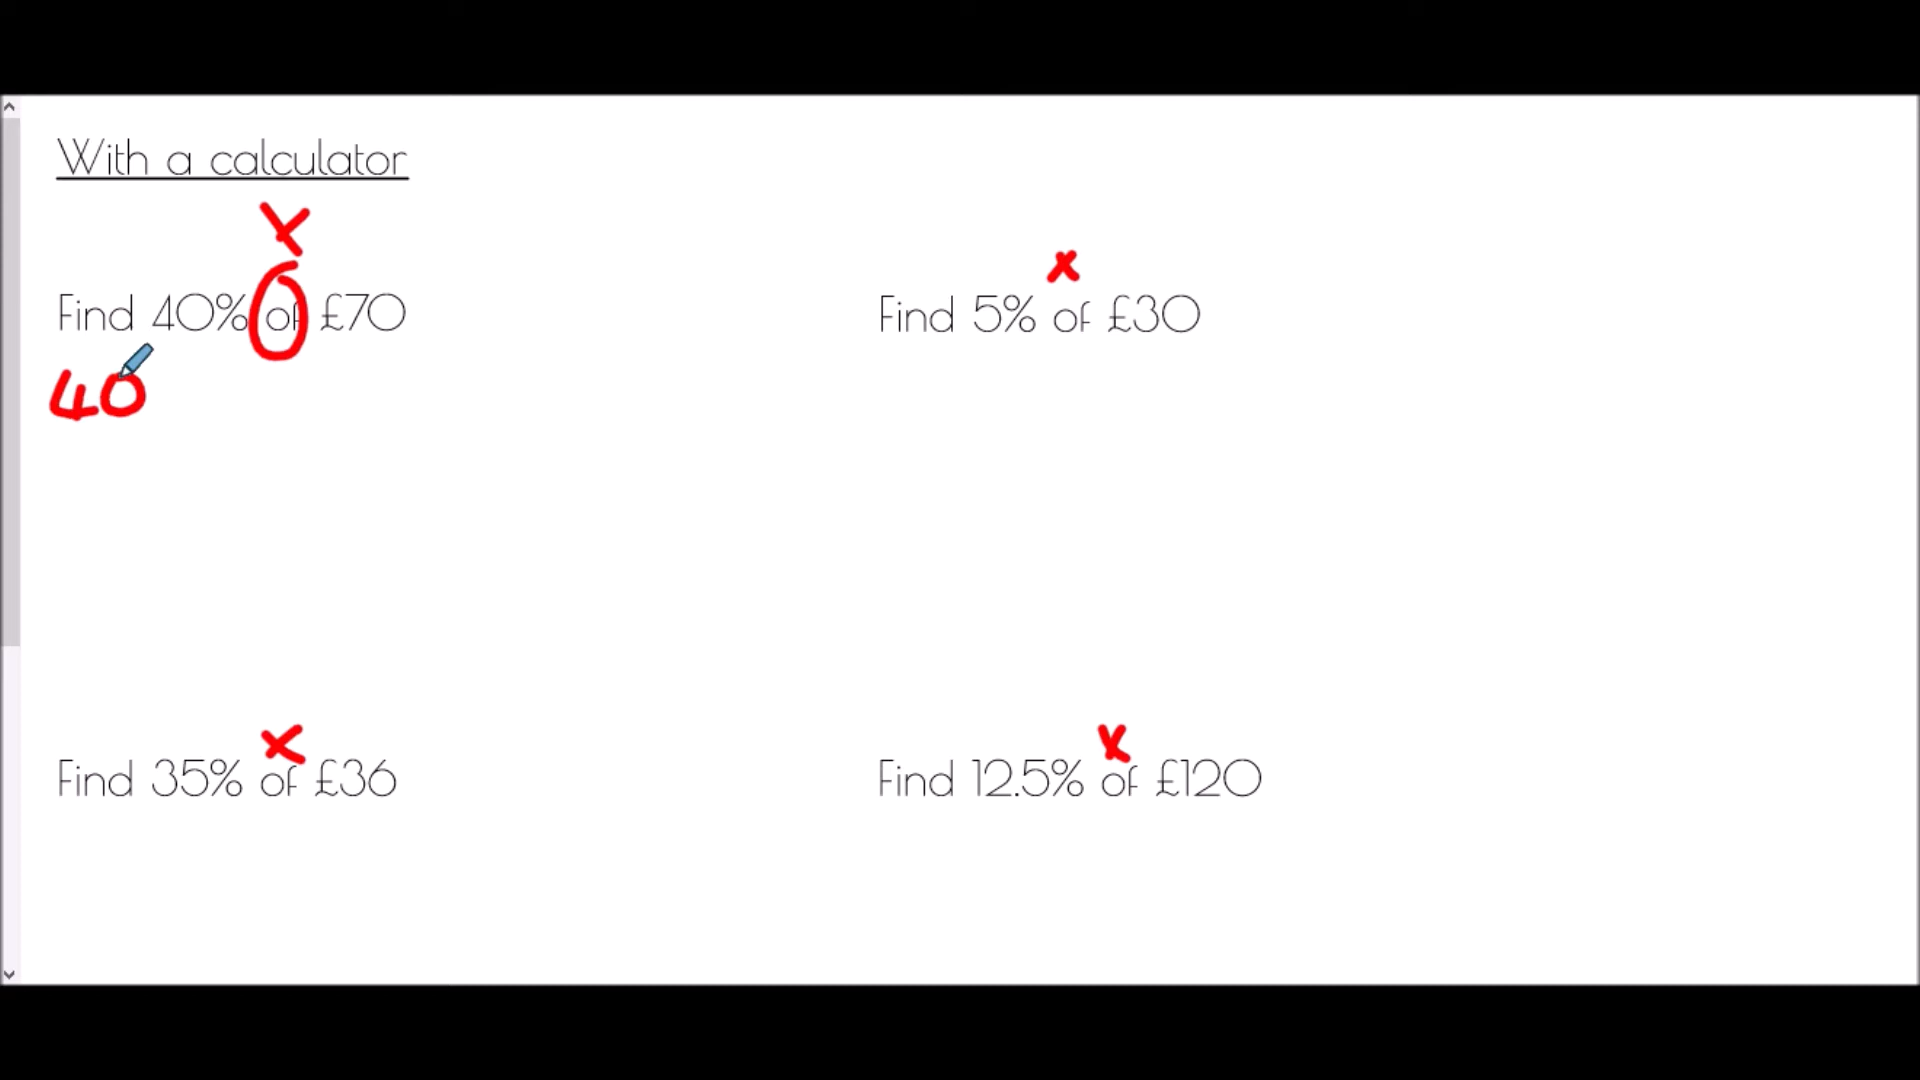 With a calculator
×
Find 40% of £70
40
×
Find 5% of £30
×
Find 35% of £36
×
Find 12.5% of £120